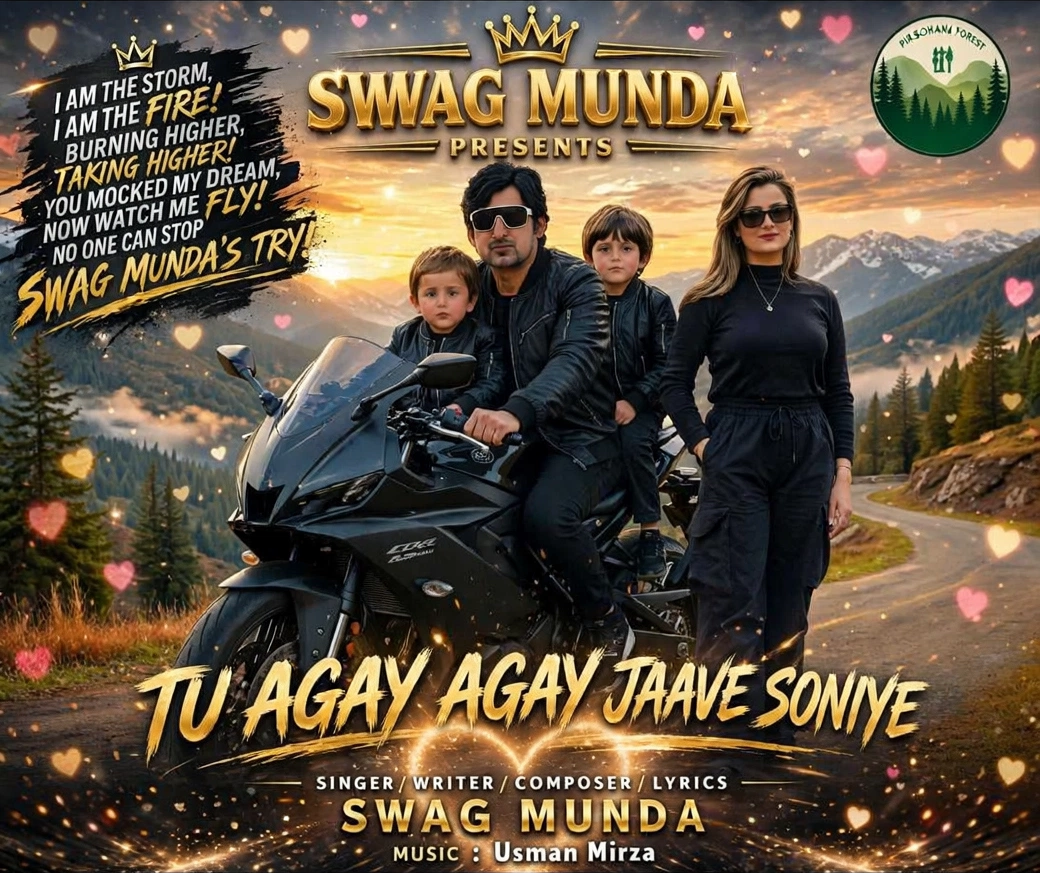 SWAG MUNDA
PRESENTS
I AM THE STORM,
I AM THE FIRE!
BURNING HIGHER,
TAKING HIGHER!
YOU MOCKED MY DREAM,
NOW WATCH ME FLY!
NO ONE CAN STOP
SWAG MUNDA'S TRY!
FOREST
TU AGAY AGAY JAAVE SONIYE
SINGER / WRITER / COMPOSER / LYRICS
SWAG MUNDA
MUSIC : Usman Mirza